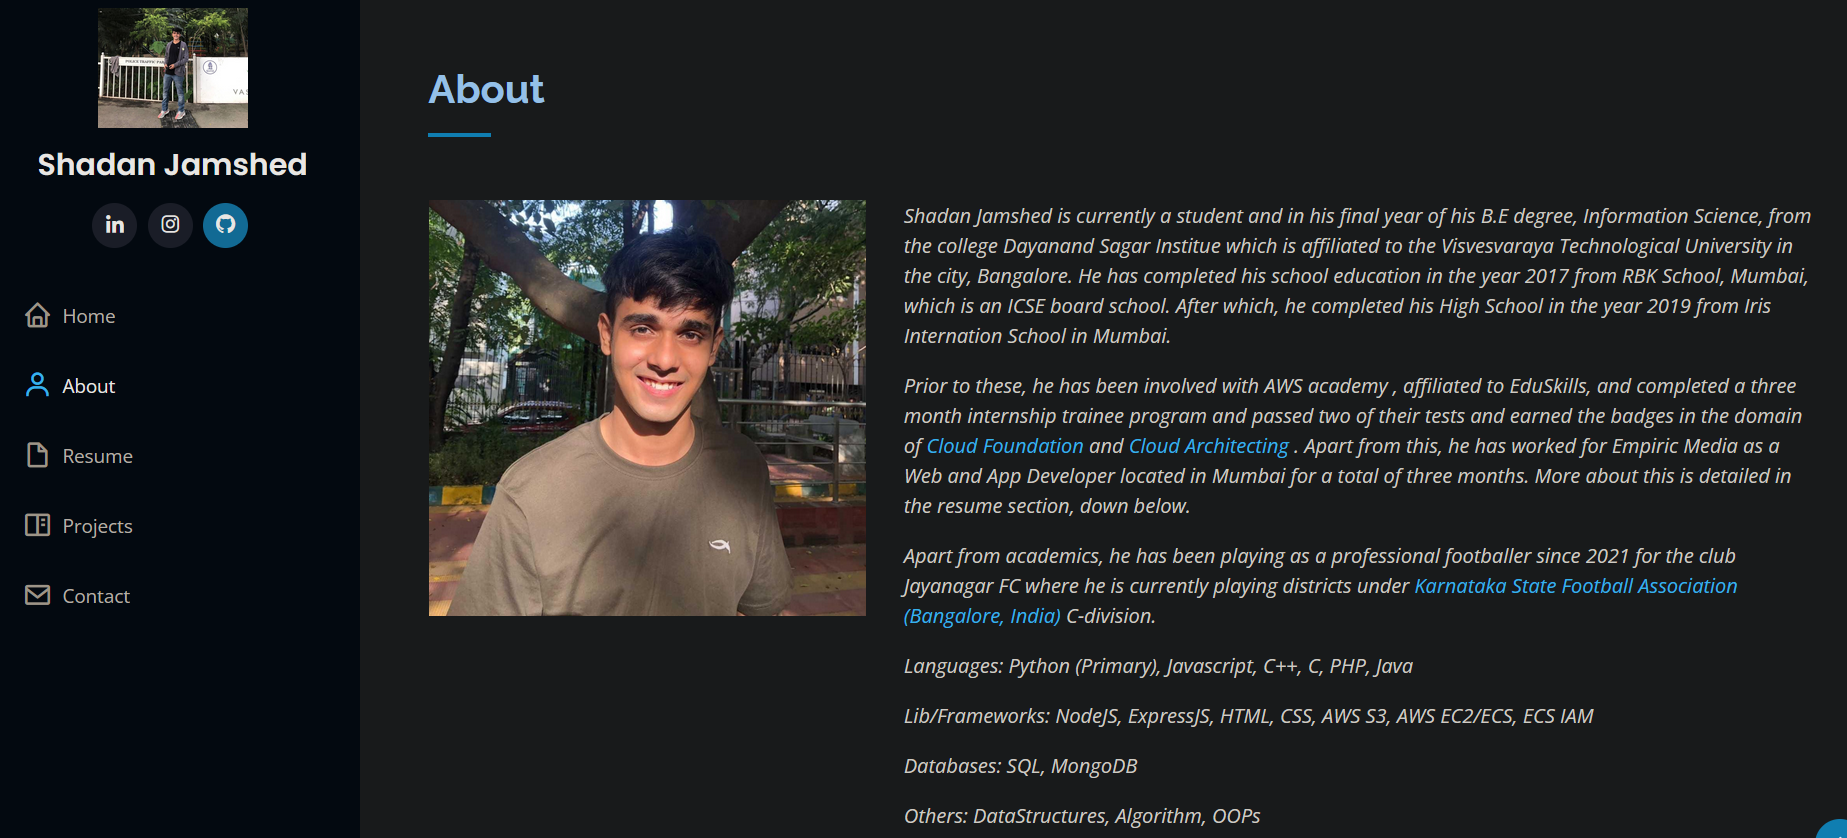 POLICE TRAFFIC PARK
VAS
Shadan Jamshed
in
Home
About
Resume
Projects
Contact
About
Shadan Jamshed is currently a student and in his final year of his B.E degree, Information Science, from
the college Dayanand Sagar Institue which is affiliated to the Visvesvaraya Technological University in
the city, Bangalore. He has completed his school education in the year 2017 from RBK School, Mumbai,
which is an ICSE board school. After which, he completed his High School in the year 2019 from Iris
Internation School in Mumbai.
Prior to these, he has been involved with AWS academy , affiliated to EduSkills, and completed a three
month internship trainee program and passed two of their tests and earned the badges in the domain
of Cloud Foundation and Cloud Architecting . Apart from this, he has worked for Empiric Media as a
Web and App Developer located in Mumbai for a total of three months. More about this is detailed in
the resume section, down below.
Apart from academics, he has been playing as a professional footballer since 2021 for the club
Jayanagar FC where he is currently playing districts under Karnataka State Football Association
(Bangalore, India) C-division.
Languages: Python (Primary), Javascript, C++, C, PHP, Java
Lib/Frameworks: NodeJS, ExpressJS, HTML, CSS, AWS S3, AWS EC2/ECS, ECS IAM
Databases: SQL, MongoDB
Others: DataStructures, Algorithm, OOPs